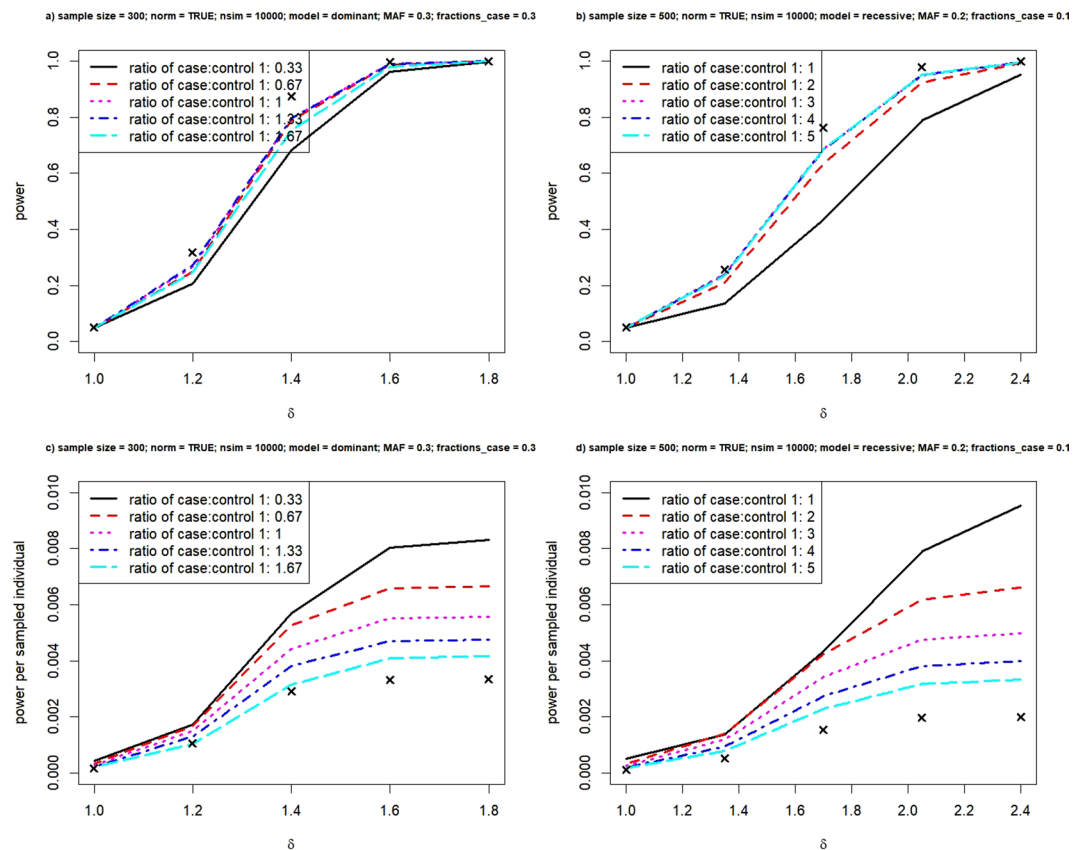 a) sample size = 300; norm = TRUE; nsim = 10000; model = dominant; MAF = 0.3; fractions_case = 0.3
power
1.0
0.8
0.6
0.4
0.2
0.0
ratio of case:control 1: 0.33
ratio of case:control 1: 0.67
ratio of case:control 1: 1
ratio of case:control 1: 1.33
ratio of case:control 1: 1.67
1.0 1.2 1.4 1.6 1.8
δ
b) sample size = 500; norm = TRUE; nsim = 10000; model = recessive; MAF = 0.2; fractions_case = 0.1
power
1.0
0.8
0.6
0.4
0.2
0.0
ratio of case:control 1: 1
ratio of case:control 1: 2
ratio of case:control 1: 3
ratio of case:control 1: 4
ratio of case:control 1: 5
1.0 1.2 1.4 1.6 1.8 2.0 2.2 2.4
δ
c) sample size = 300; norm = TRUE; nsim = 10000; model = dominant; MAF = 0.3; fractions_case = 0.3
power per sampled individual
0.010
0.008
0.006
0.004
0.002
0.000
ratio of case:control 1: 0.33
ratio of case:control 1: 0.67
ratio of case:control 1: 1
ratio of case:control 1: 1.33
ratio of case:control 1: 1.67
1.0 1.2 1.4 1.6 1.8
δ
d) sample size = 500; norm = TRUE; nsim = 10000; model = recessive; MAF = 0.2; fractions_case = 0.1
power per sampled individual
0.010
0.008
0.006
0.004
0.002
0.000
ratio of case:control 1: 1
ratio of case:control 1: 2
ratio of case:control 1: 3
ratio of case:control 1: 4
ratio of case:control 1: 5
1.0 1.2 1.4 1.6 1.8 2.0 2.2 2.4
δ